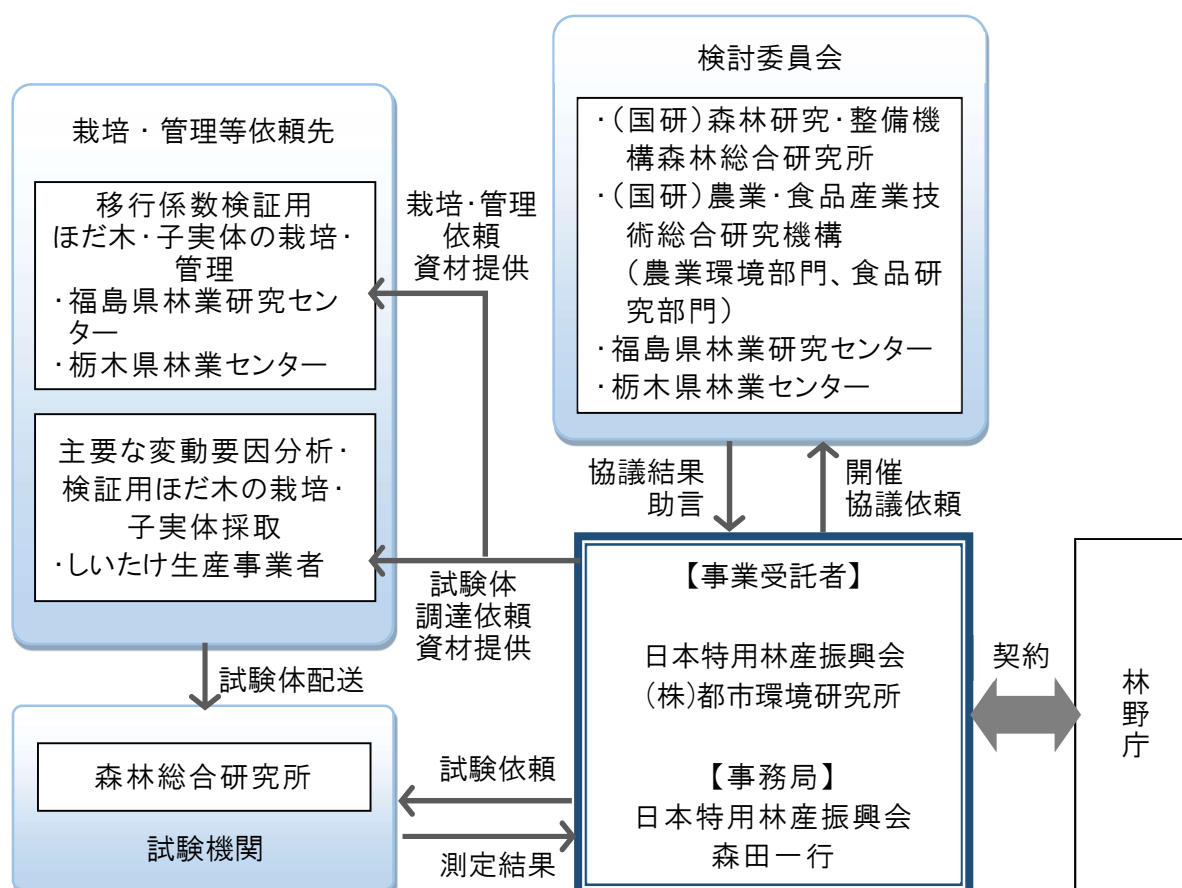 検討委員会
・(国研)森林研究・整備機
構森林総合研究所
・(国研)農業・食品産業技
術総合研究機構
(農業環境部門、食品研
究部門)
・福島県林業研究センター
・栃木県林業センター
栽培・管理等依頼先
移行係数検証用
ほだ木・子実体の栽培・
管理
・福島県林業研究セン
ター
・栃木県林業センター
主要な変動要因分析・
検証用ほだ木の栽培・
子実体採取
・しいたけ生産事業者
栽培・管理
依頼
資材提供
協議結果
助言
開催
協議依頼
試験体
調達依頼
資材提供
【事業受託者】
日本特用林産振興会
(株)都市環境研究所
【事務局】
日本特用林産振興会
森田一行
契約
林野庁
試験体配送
森林総合研究所
試験機関
試験依頼
測定結果